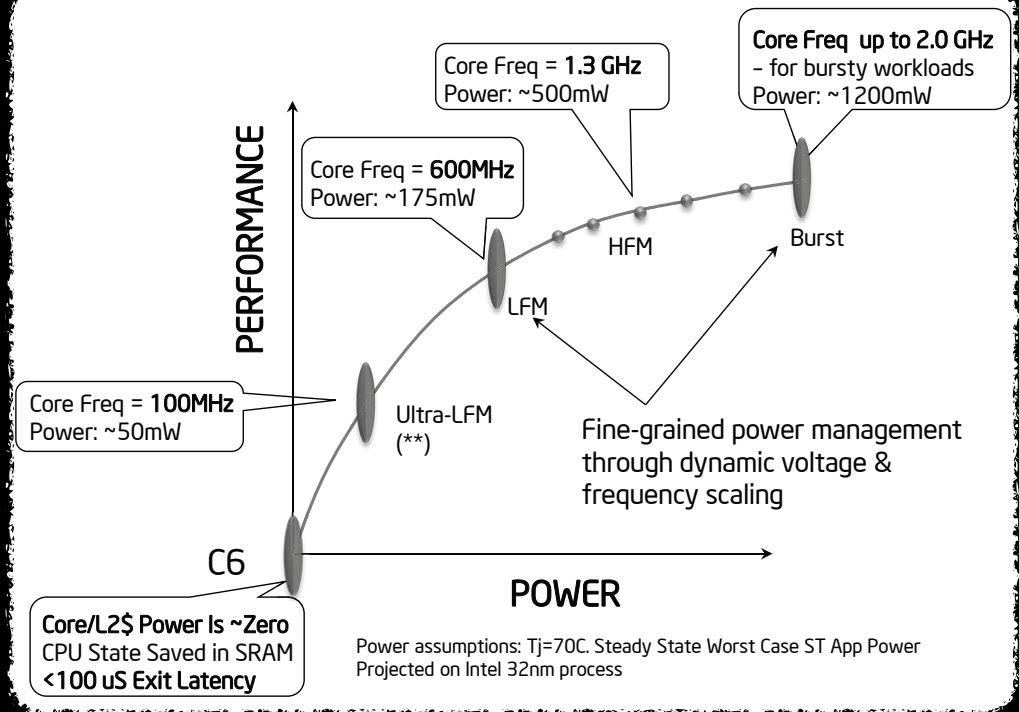 Core Freq up to 2.0 GHz
– for bursty workloads
Power: ~1200mW
Core Freq = 1.3 GHz
Power: ~500mW
Core Freq = 600MHz
Power: ~175mW
PERFORMANCE
Burst
HFM
LFM
Core Freq = 100MHz
Power: ~50mW
Ultra-LFM
(**)
Fine-grained power management
through dynamic voltage &
frequency scaling
C6
POWER
Core/L2$ Power Is ~Zero
CPU State Saved in SRAM
<100 uS Exit Latency
Power assumptions: Tj=70C. Steady State Worst Case ST App Power
Projected on Intel 32nm process